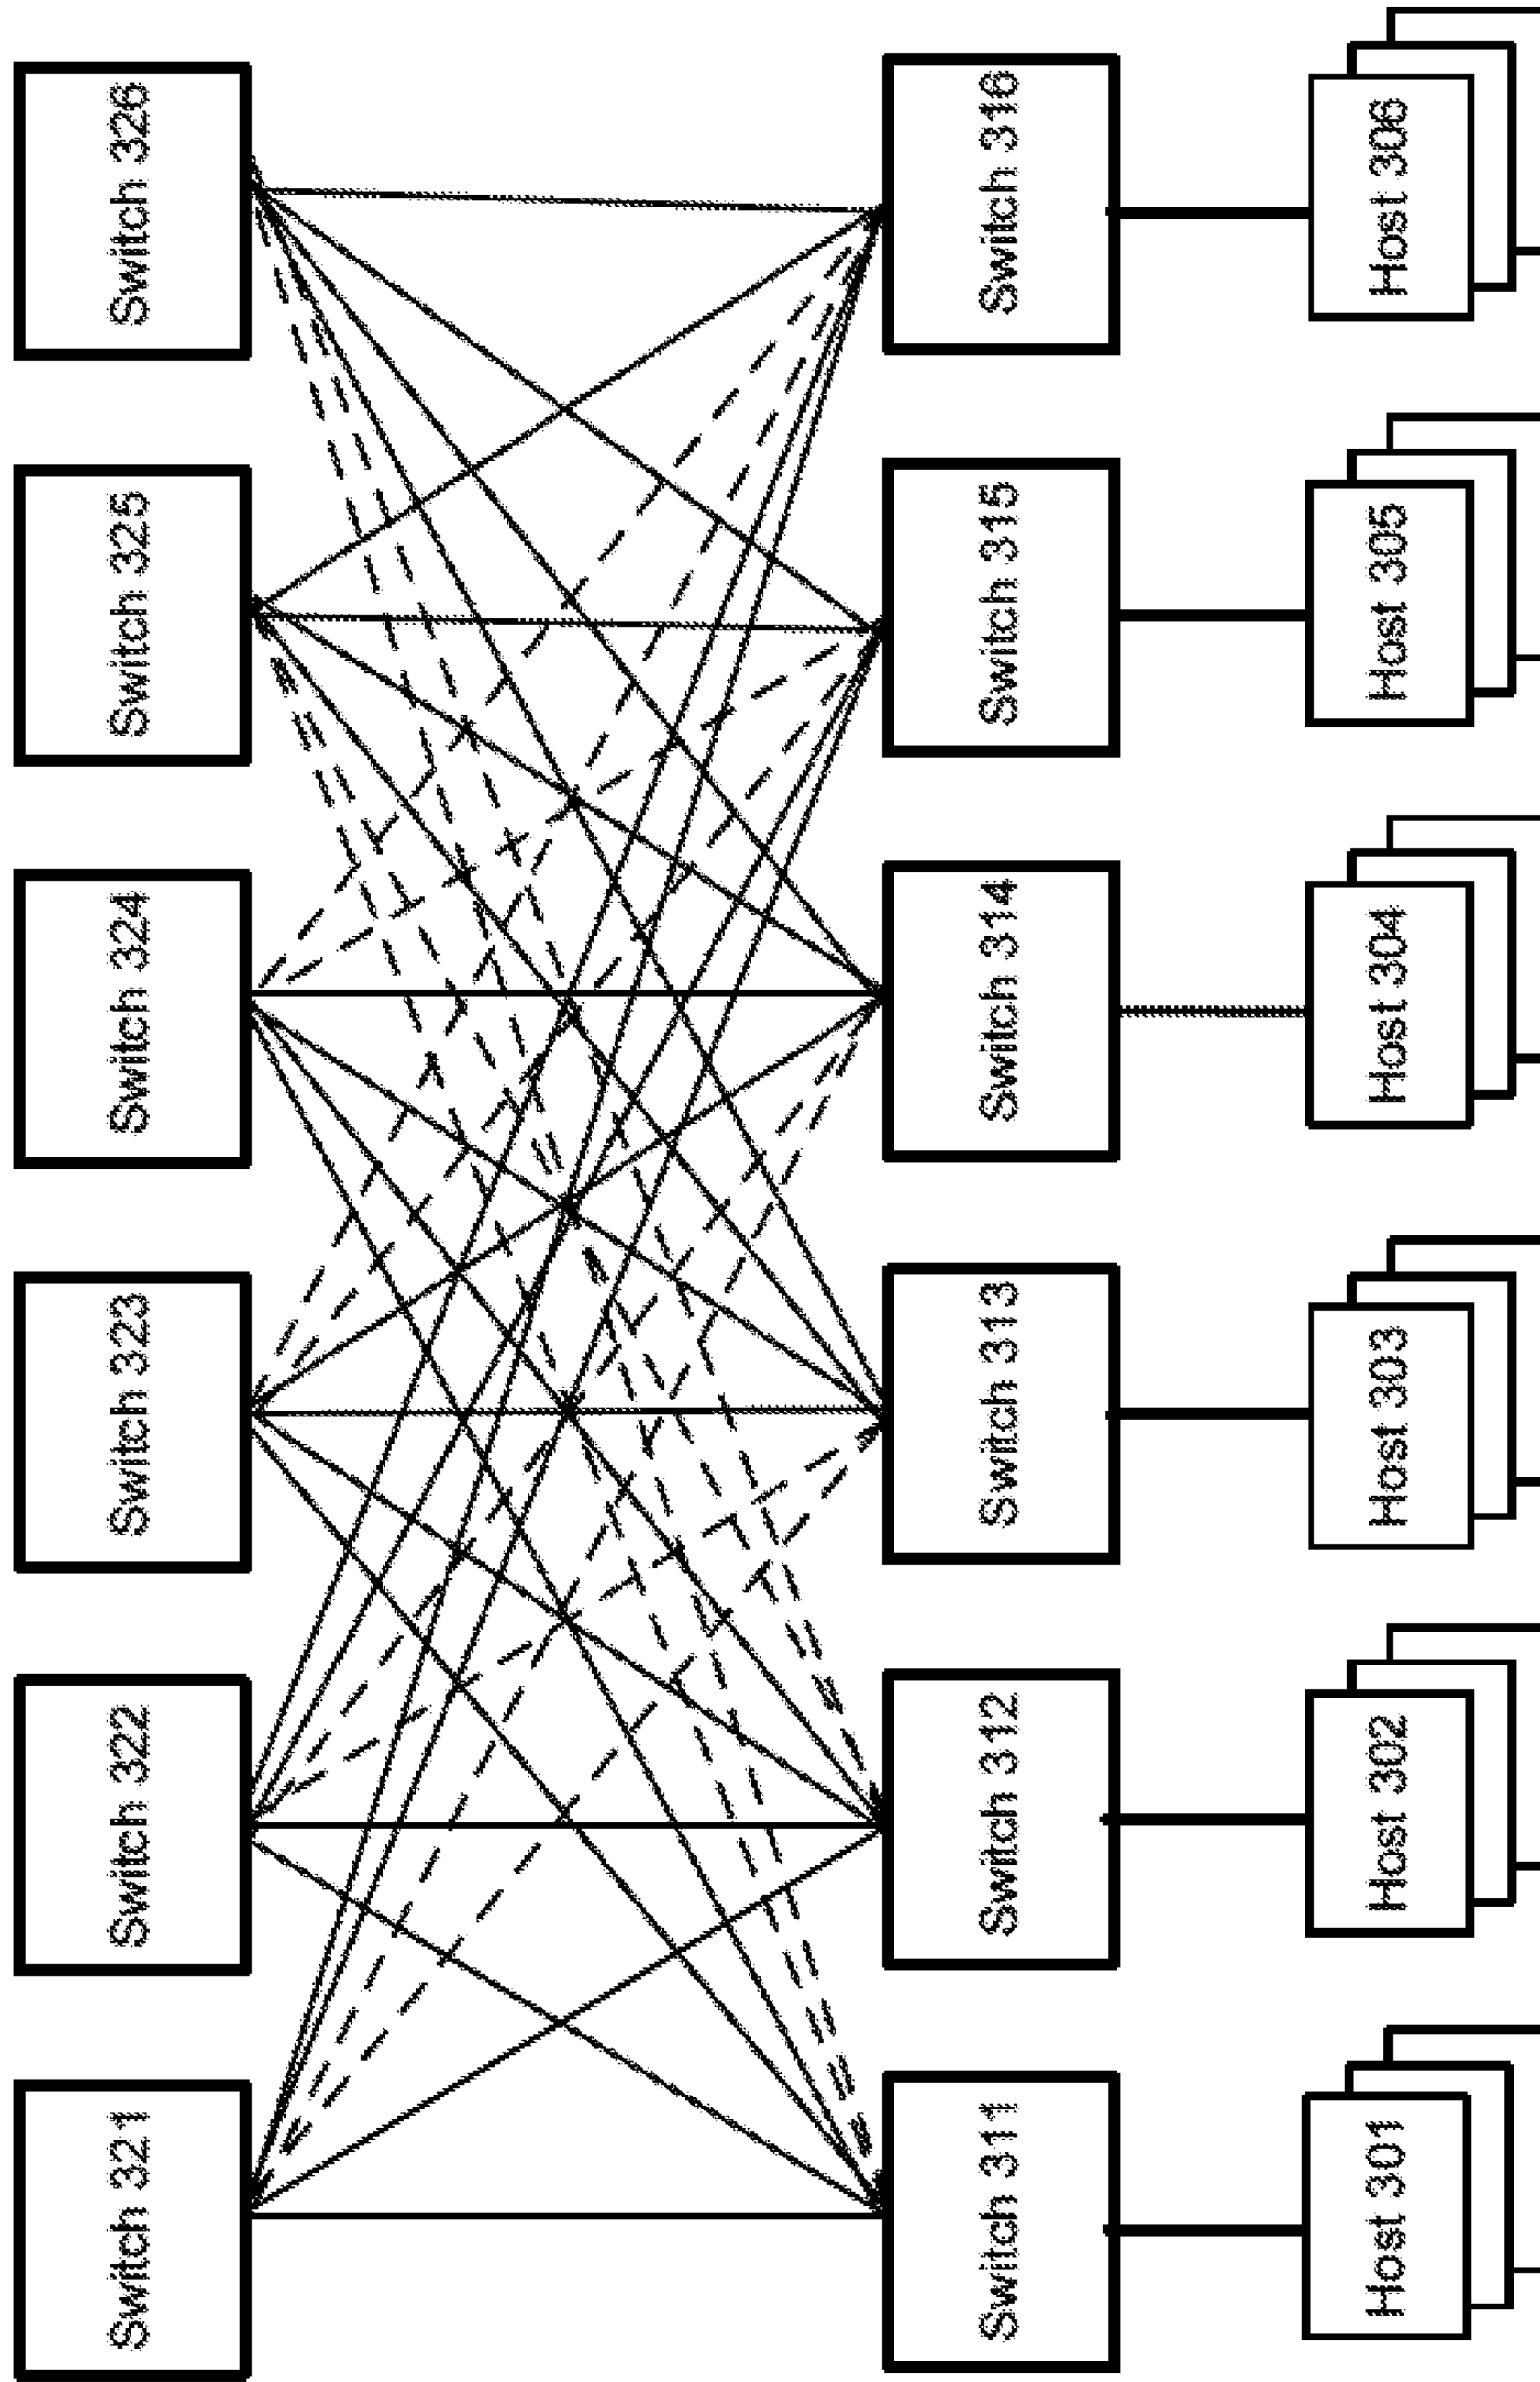 Switch 321
Switch 322
Switch 323
Switch 324
Switch 325
Switch 326
Switch 311
Switch 312
Switch 313
Switch 314
Switch 315
Switch 316
Host 301
Host 302
Host 303
Host 304
Host 305
Host 306